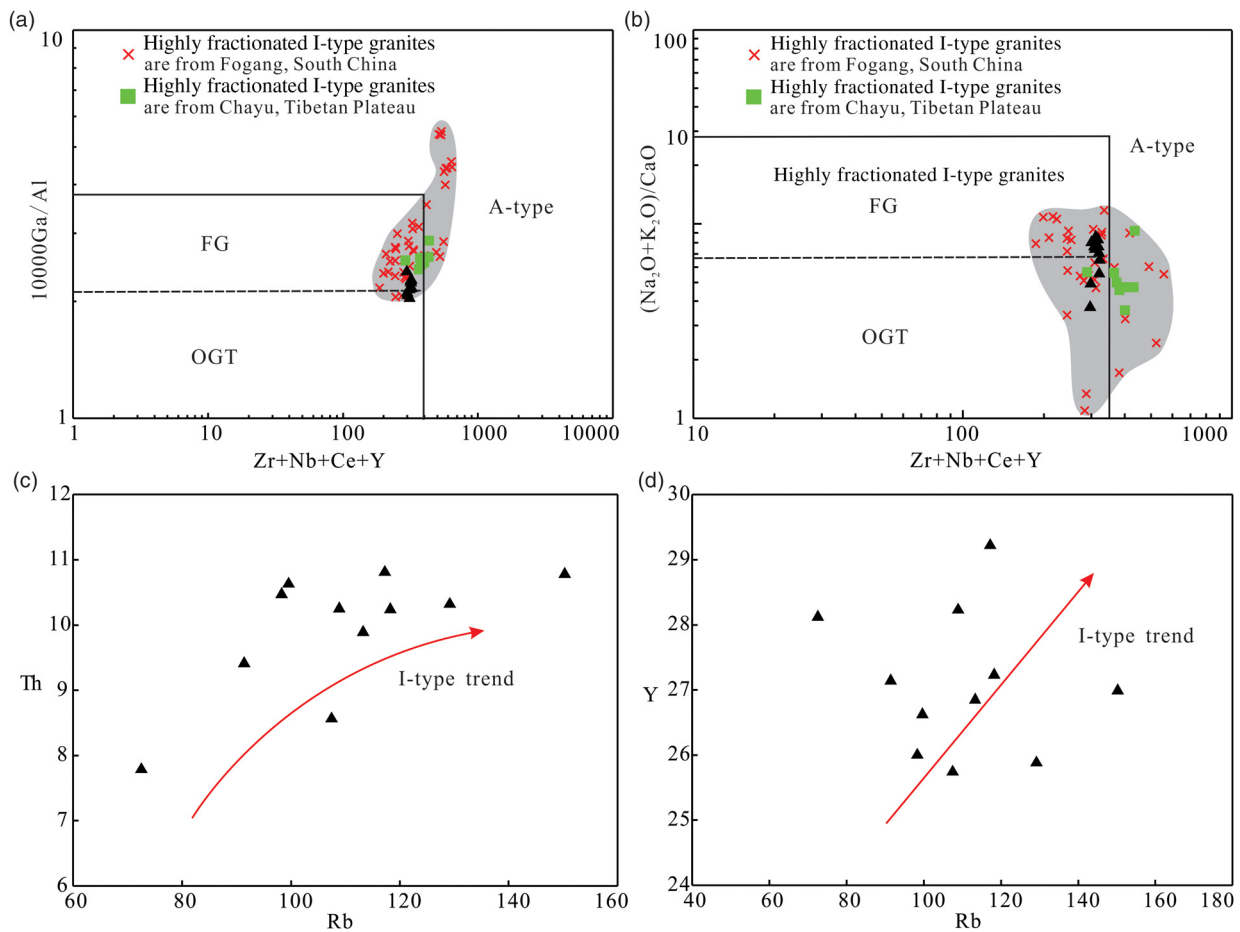 (a)
10
Highly fractionated I-type granites
are from Fogang, South China
Highly fractionated I-type granites
are from Chayu, Tibetan Plateau
10000Ga/Al
A-type
FG
OGT
1
1
10
100
1000
10000
Zr+Nb+Ce+Y
(b)
100
Highly fractionated I-type granites
are from Fogang, South China
Highly fractionated I-type granites
are from Chayu, Tibetan Plateau
10
(Na₂O+K₂O)/CaO
A-type
Highly fractionated I-type granites
FG
OGT
1
10
100
1000
Zr+Nb+Ce+Y
(c)
12
11
10
9
8
7
6
Th
I-type trend
60
80
100
120
140
160
Rb
(d)
30
29
28
27
26
25
24
Y
I-type trend
40
60
80
100
120
140
160
180
Rb